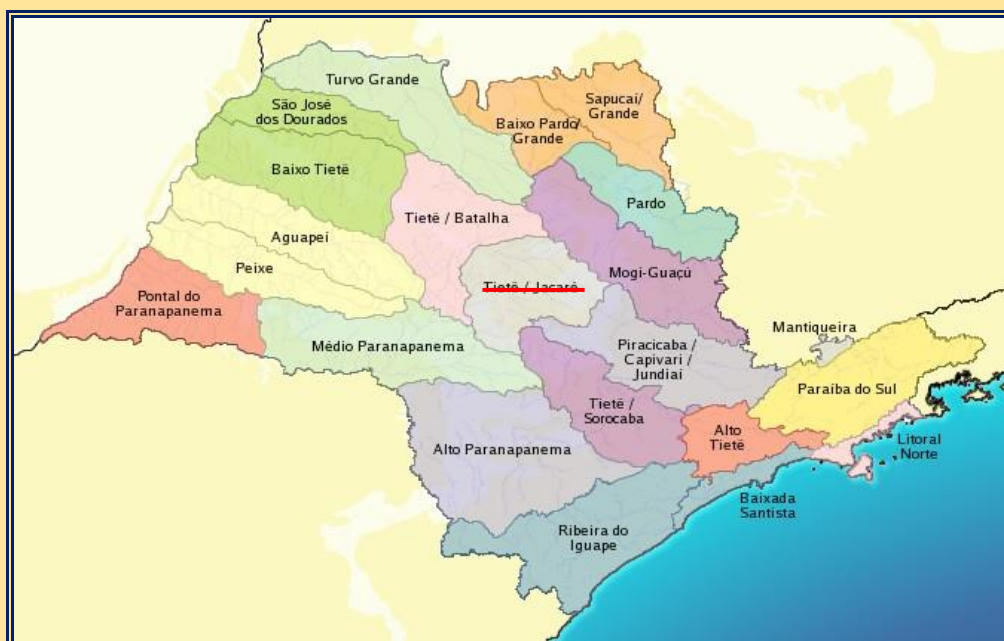 Turvo Grande
Sapucaí/
Grande
São José
dos Dourados
Baixo Pardo/
Grande
Baixo Tietê
Pardo
Tietê / Batalha
Aguapeí
Mogi-Guaçú
Peixe
Tietê / Jacaré
Pontal do
Paranapanema
Mantiqueira
Médio Paranapanema
Piracicaba /
Capivari /
Jundiaí
Paraíba do Sul
Tietê /
Sorocaba
Alto
Tietê
Litoral
Norte
Alto Paranapanema
Baixada
Santista
Ribeira do
Iguape